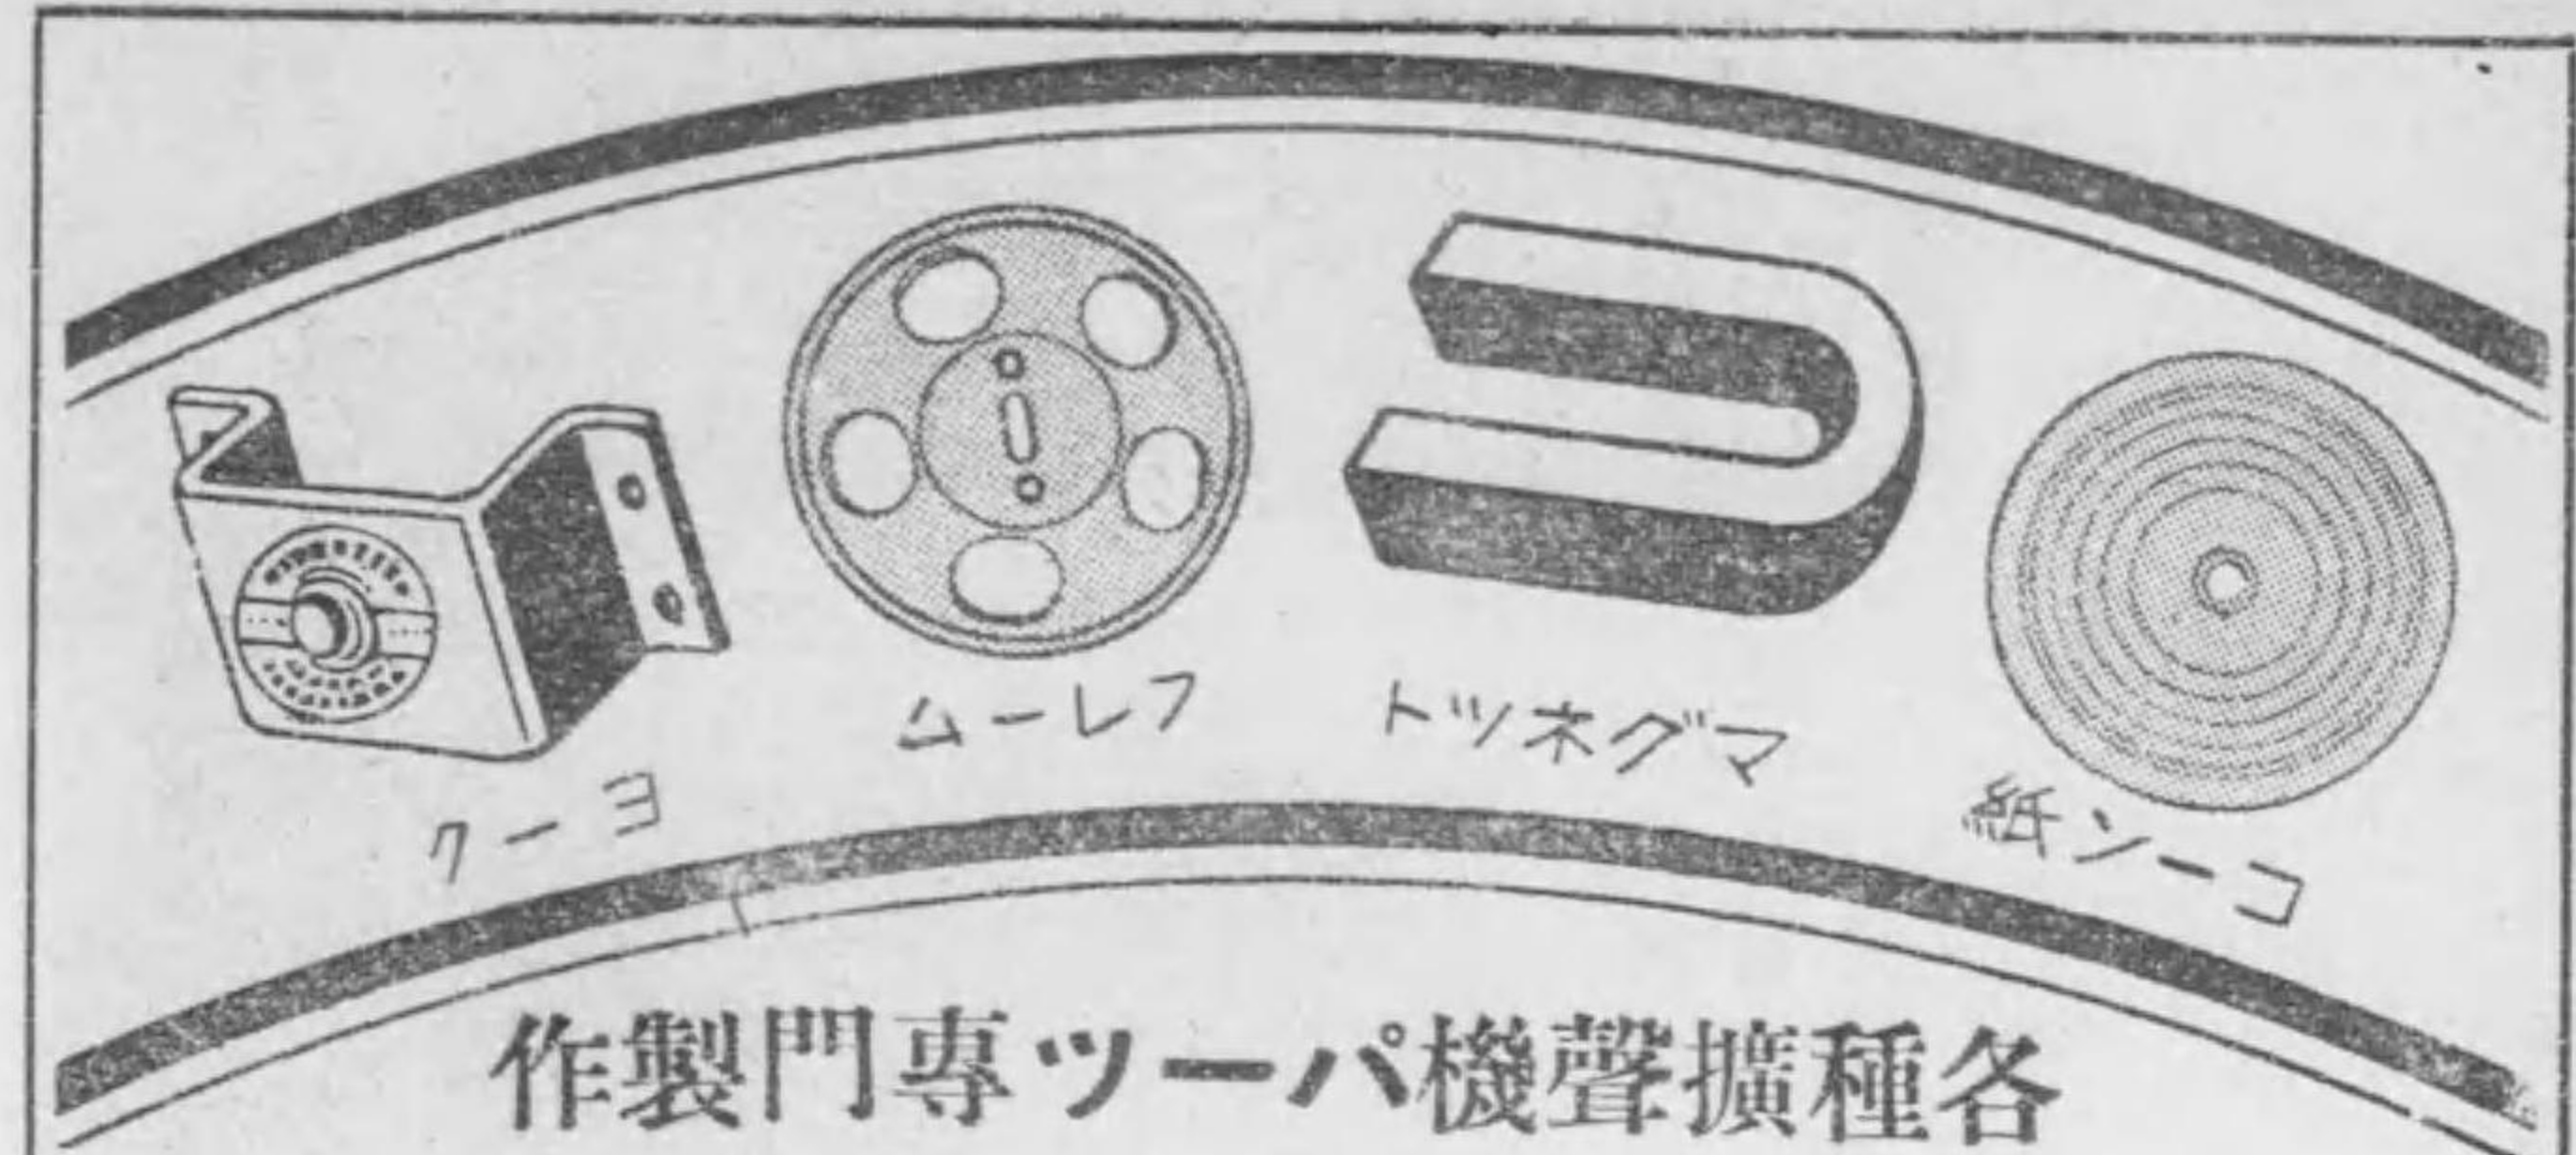 コーン紙
マグネツト
フレーム
ヨーク
各種擴聲機パーツ專門製作